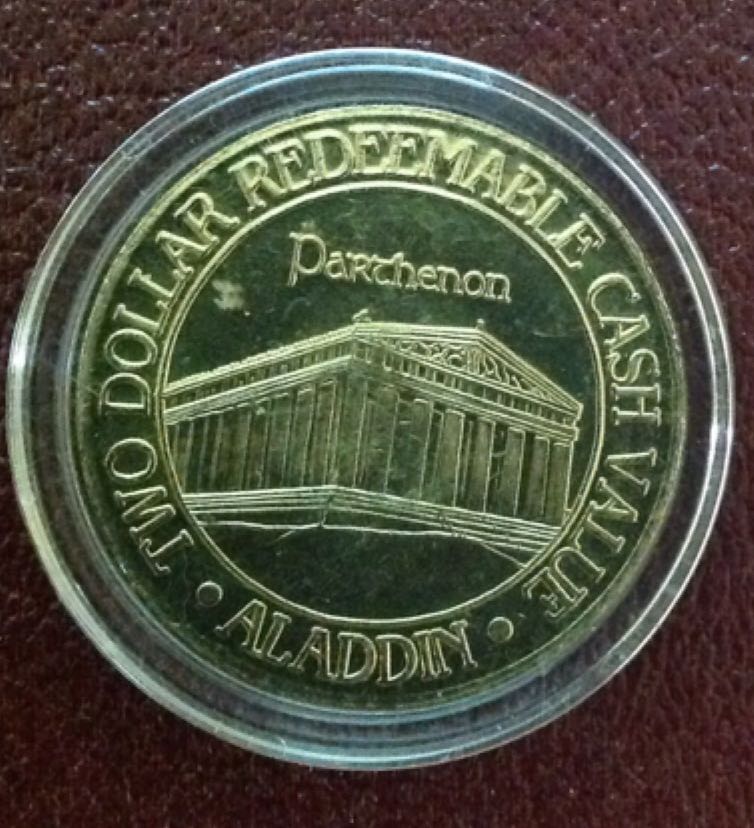 TWO DOLLAR REDEEMABLE CASH VALUE
Parthenon
• ALADDIN •